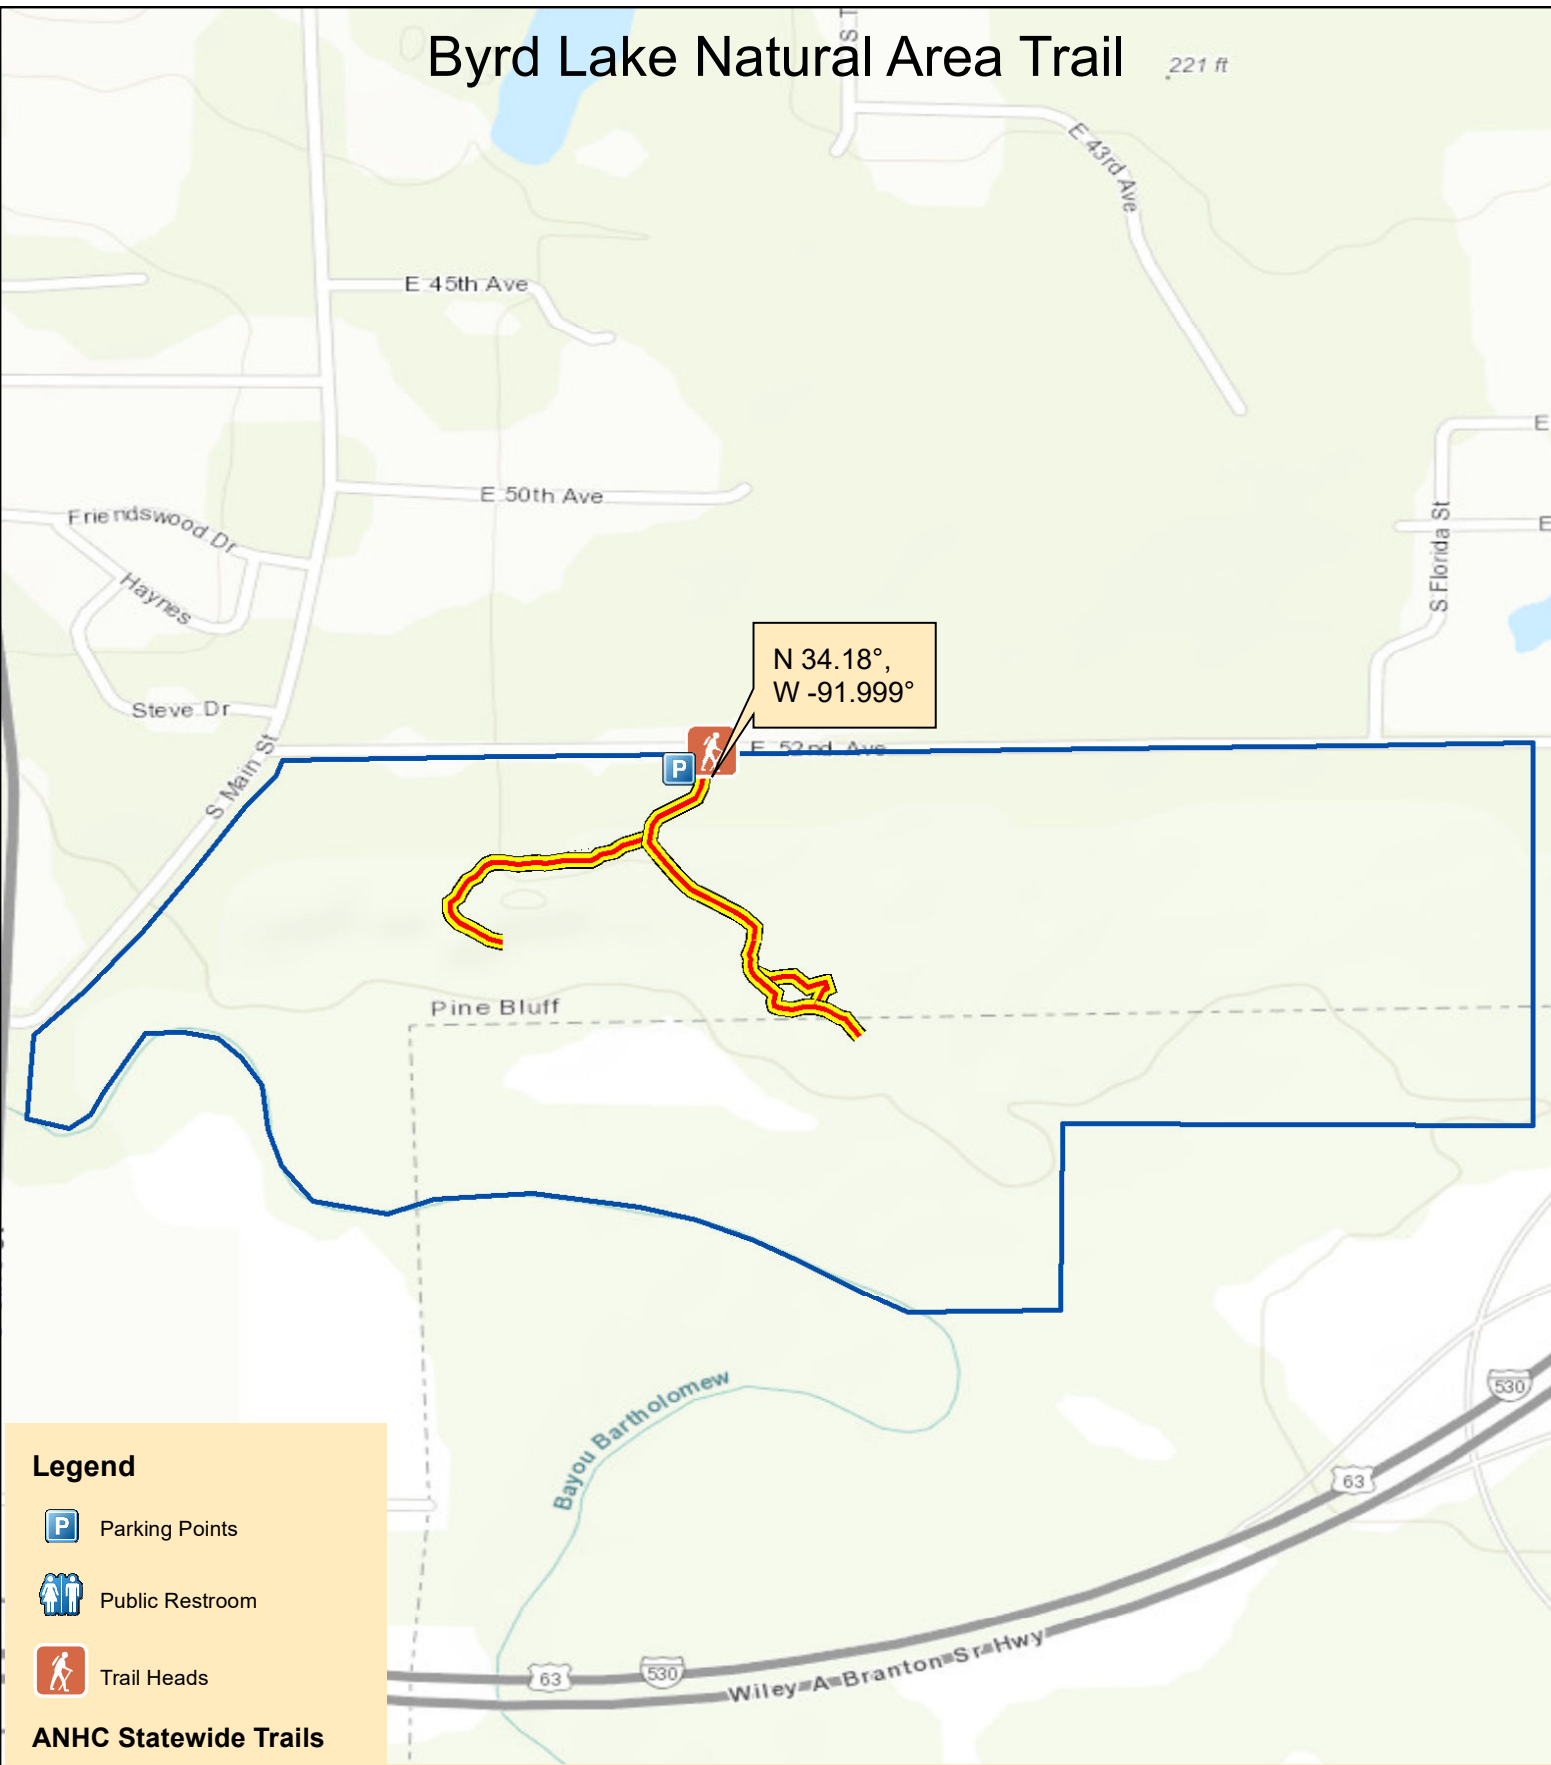 Byrd Lake Natural Area Trail
S T
221 ft
E 43rd Ave
E 45th Ave
E
E 50th Ave
Friendswood Dr
E
S Florida St
Haynes
N 34.18°,
W -91.999°
Steve Dr
E 52nd Ave
S Main St
P
Pine Bluff
530
Bayou Bartholomew
63
Legend
P
Parking Points
Public Restroom
Trail Heads
63
530
Wiley A Branton Sr Hwy
ANHC Statewide Trails